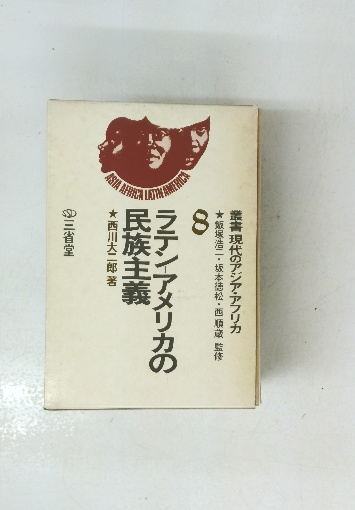 ASIA AFRICA LATIN AMERICA
叢書 現代のアジア・アフリカ
★飯塚浩二・坂本徳松・西順蔵 監修
8
ラテン=アメリカの
民族主義
★西川大二郎 著
三省堂